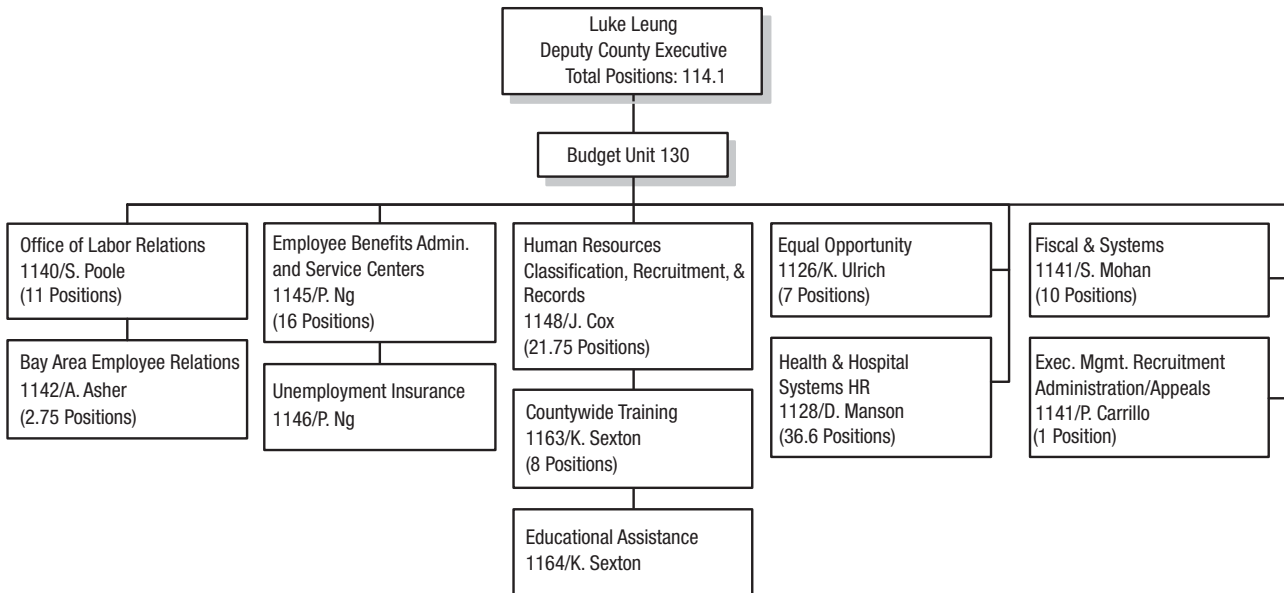 Luke Leung
Deputy County Executive
Total Positions: 114.1
Budget Unit 130
Office of Labor Relations
1140/S. Poole
(11 Positions)
Bay Area Employee Relations
1142/A. Asher
(2.75 Positions)
Employee Benefits Admin.
and Service Centers
1145/P. Ng
(16 Positions)
Unemployment Insurance
1146/P. Ng
Human Resources
Classification, Recruitment, &
Records
1148/J. Cox
(21.75 Positions)
Countywide Training
1163/K. Sexton
(8 Positions)
Educational Assistance
1164/K. Sexton
Equal Opportunity
1126/K. Ulrich
(7 Positions)
Health & Hospital
Systems HR
1128/D. Manson
(36.6 Positions)
Fiscal & Systems
1141/S. Mohan
(10 Positions)
Exec. Mgmt. Recruitment
Administration/Appeals
1141/P. Carrillo
(1 Position)